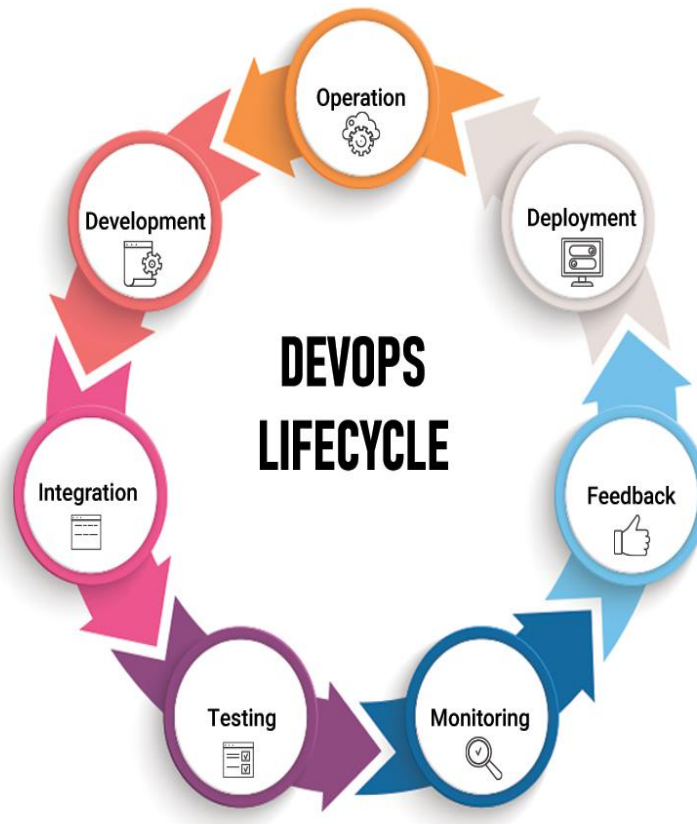 Operation
Development
Deployment
DEVOPS
LIFECYCLE
Integration
Feedback
Testing
Monitoring